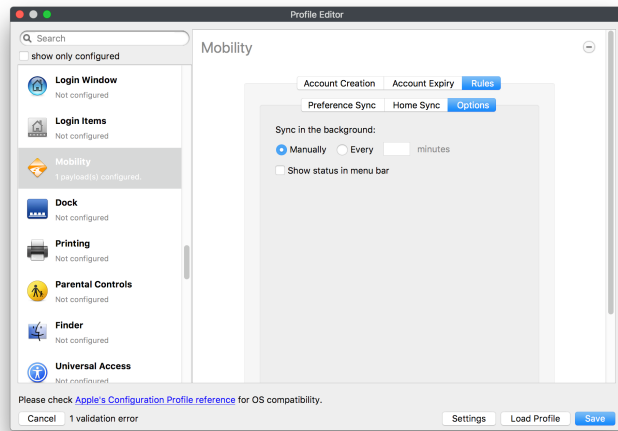 Profile Editor
Search
show only configured
Login Window
Not configured
Login Items
Not configured
Mobility
1 payload(s) configured.
Dock
Not configured
Printing
Not configured
Parental Controls
Not configured
Finder
Not configured
Universal Access
Not configured
Mobility
Account Creation Account Expiry Rules
Preference Sync Home Sync Options
Sync in the background:
Manually Every minutes
Show status in menu bar
Please check Apple's Configuration Profile reference for OS compatibility.
Cancel 1 validation error Settings Load Profile Save